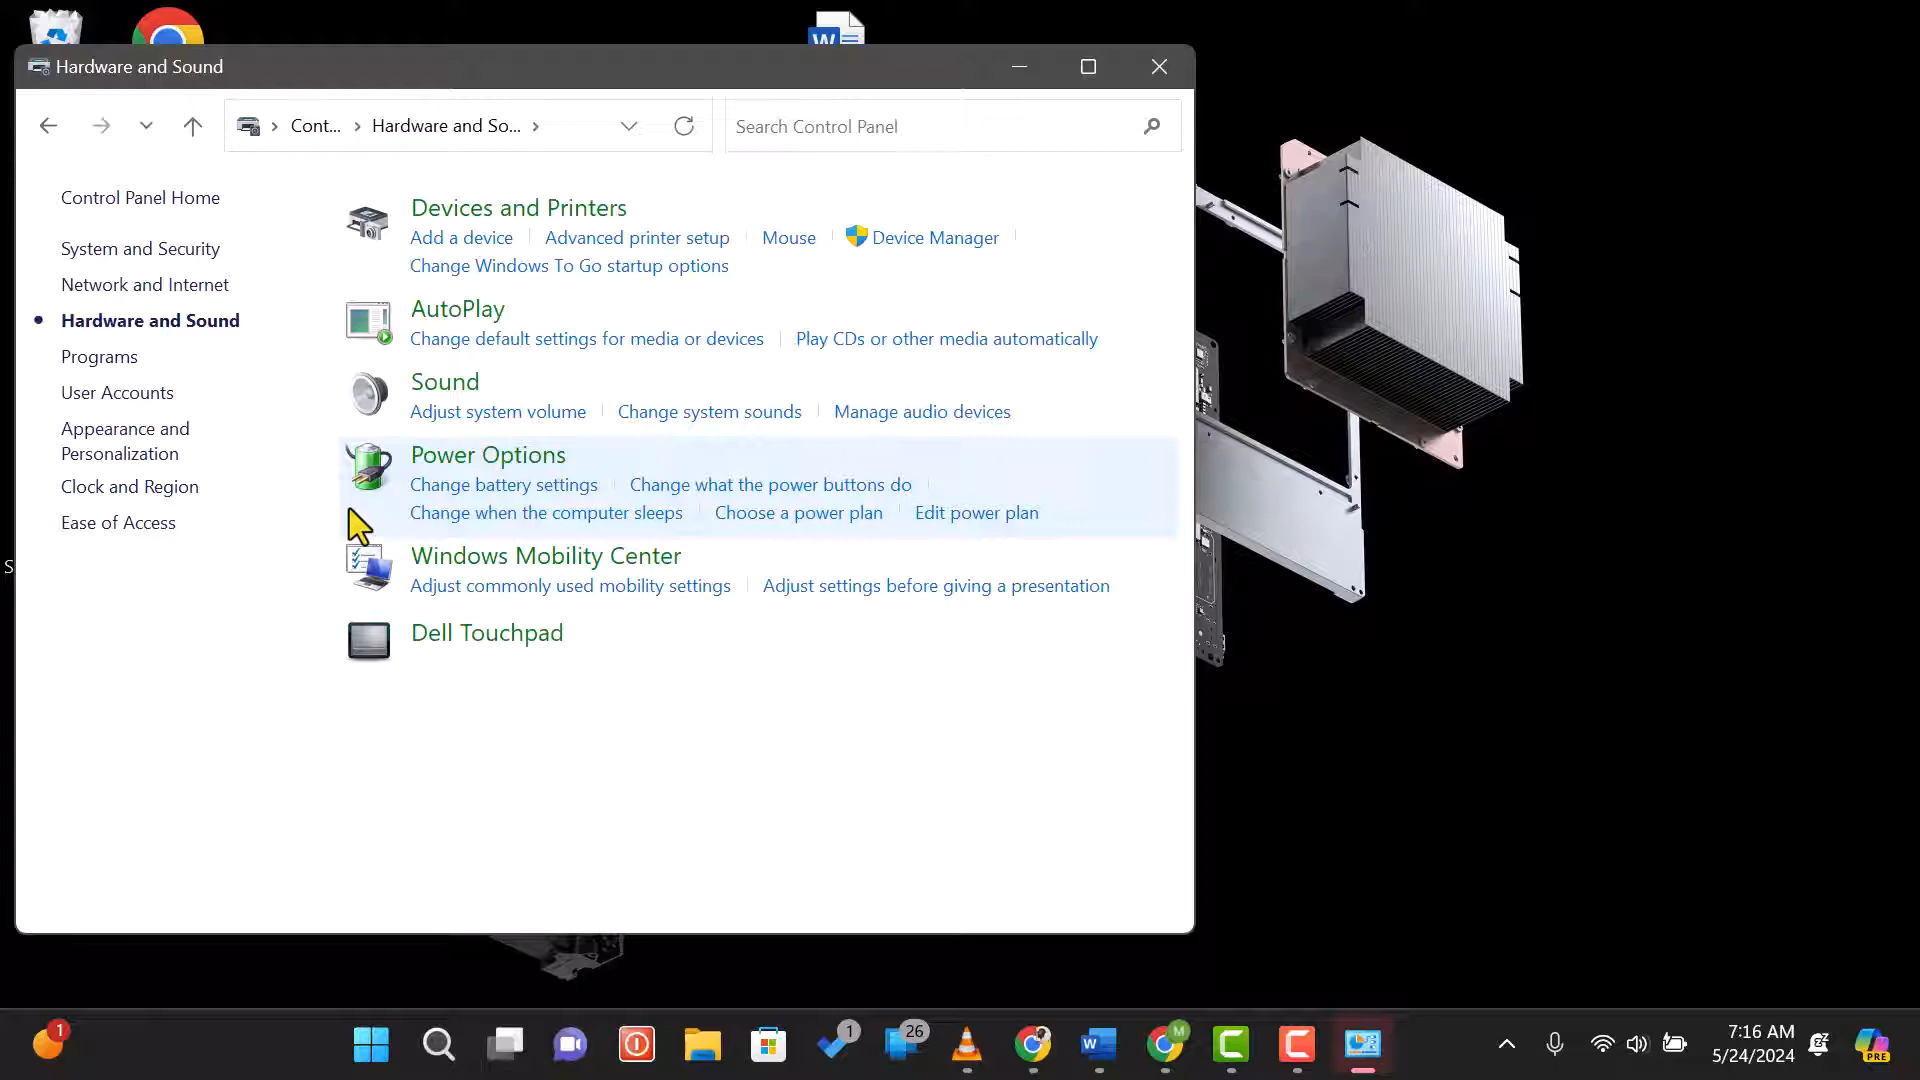 W
Hardware and Sound
Cont... Hardware and So...
Search Control Panel
Control Panel Home
System and Security
Network and Internet
Hardware and Sound
Programs
User Accounts
Appearance and
Personalization
Clock and Region
Ease of Access
Devices and Printers
Add a device Advanced printer setup Mouse Device Manager
Change Windows To Go startup options
AutoPlay
Change default settings for media or devices Play CDs or other media automatically
Sound
Adjust system volume Change system sounds Manage audio devices
Power Options
Change battery settings Change what the power buttons do
Change when the computer sleeps Choose a power plan Edit power plan
Windows Mobility Center
Adjust commonly used mobility settings Adjust settings before giving a presentation
Dell Touchpad
S
1
1
26
W
M
7:16 AM
5/24/2024
PRE